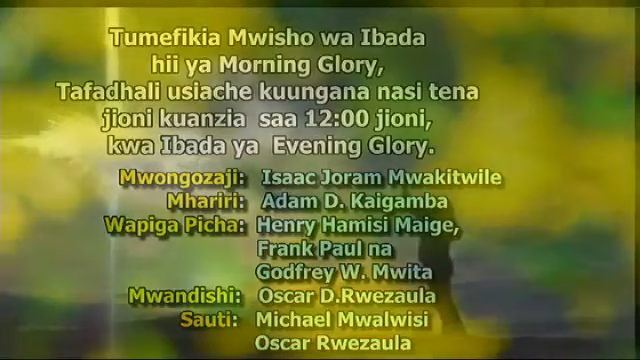 Tumefikia Mwisho wa Ibada
hii ya Morning Glory,
Tafadhali usiache kuungana nasi tena
jioni kuanzia saa 12:00 jioni,
kwa Ibada ya Evening Glory.
Mwongozaji: Isaac Joram Mwakitwile
Mhariri: Adam D. Kaigamba
Wapiga Picha: Henry Hamisi Maige,
Frank Paul na
Godfrey W. Mwita
Mwandishi: Oscar D.Rwezaula
Sauti: Michael Mwalwisi
Oscar Rwezaula